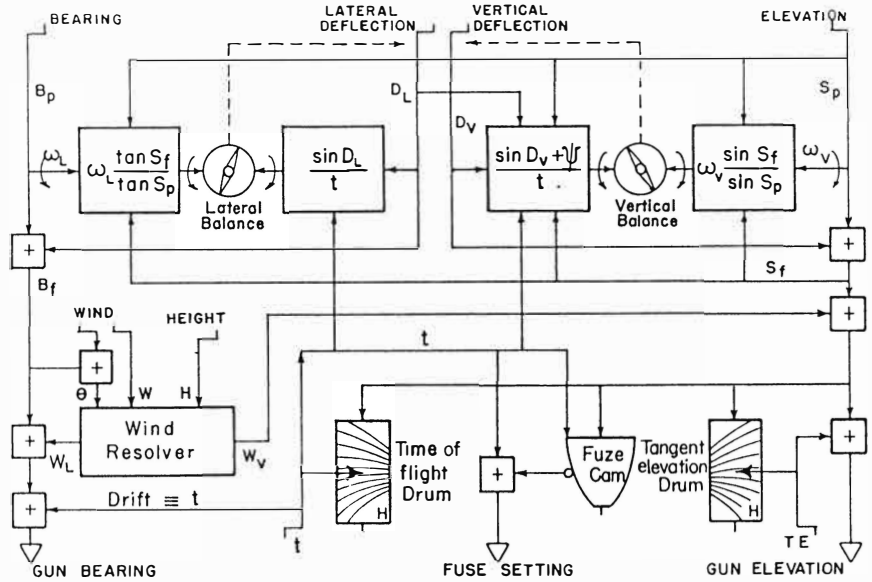 BEARING
LATERAL
DEFLECTION
VERTICAL
DEFLECTION
ELEVATION
Bp
DL
DV
Sp
ωL
ωL tan Sf
tan Sp
Lateral
Balance
sin DL
t
sin DV + ψ
t
Vertical
Balance
ωV sin Sf
sin Sp
ωV
+
+
Bf
Sf
WIND
HEIGHT
t
+
+
θ
W
H
Wind
Resolver
+
WL
WV
H
Time of
flight
Drum
+
Fuze
Cam
Tangent
elevation
Drum
H
+
Drift ≡ t
+
t
TE
GUN BEARING
FUSE SETTING
GUN ELEVATION